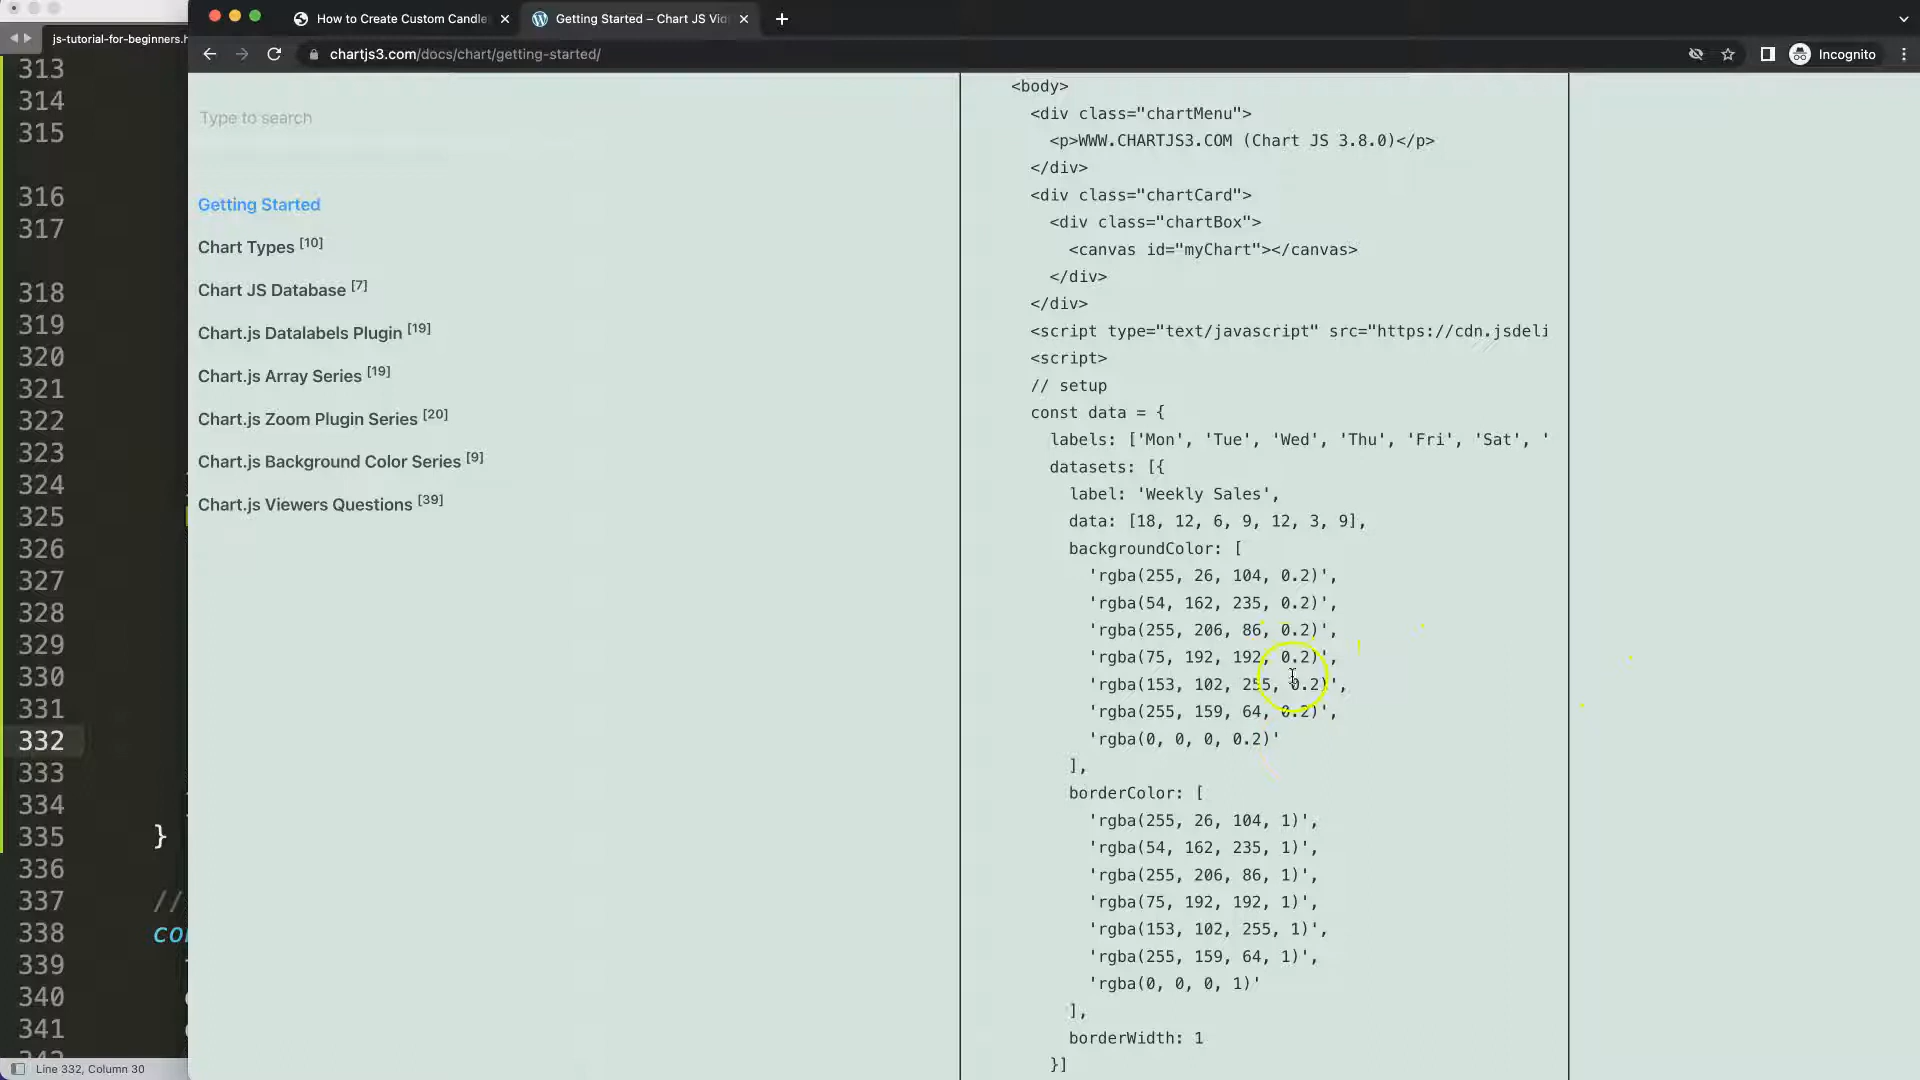 js-tutorial-for-beginners.h
How to Create Custom Candle
Getting Started – Chart JS Vid
chartjs3.com/docs/chart/getting-started/
Incognito
313
314
315
316
317
318
319
320
321
322
323
324
325
326
327
328
329
330
331
332
333
334
335 }
336
337 //
338 co
339
340
341
Line 332, Column 30
Type to search
Getting Started
Chart Types [10]
Chart JS Database [7]
Chart.js Datalabels Plugin [19]
Chart.js Array Series [19]
Chart.js Zoom Plugin Series [20]
Chart.js Background Color Series [9]
Chart.js Viewers Questions [39]
<body>
<div class="chartMenu">
<p>WWW.CHARTJS3.COM (Chart JS 3.8.0)</p>
</div>
<div class="chartCard">
<div class="chartBox">
<canvas id="myChart"></canvas>
</div>
</div>
<script type="text/javascript" src="https://cdn.jsdeli
<script>
// setup
const data = {
labels: ['Mon', 'Tue', 'Wed', 'Thu', 'Fri', 'Sat', '
datasets: [{
label: 'Weekly Sales',
data: [18, 12, 6, 9, 12, 3, 9],
backgroundColor: [
'rgba(255, 26, 104, 0.2)',
'rgba(54, 162, 235, 0.2)',
'rgba(255, 206, 86, 0.2)',
'rgba(75, 192, 192, 0.2)',
'rgba(153, 102, 255, 0.2)',
'rgba(255, 159, 64, 0.2)',
'rgba(0, 0, 0, 0.2)'
],
borderColor: [
'rgba(255, 26, 104, 1)',
'rgba(54, 162, 235, 1)',
'rgba(255, 206, 86, 1)',
'rgba(75, 192, 192, 1)',
'rgba(153, 102, 255, 1)',
'rgba(255, 159, 64, 1)',
'rgba(0, 0, 0, 1)'
],
borderWidth: 1
}]